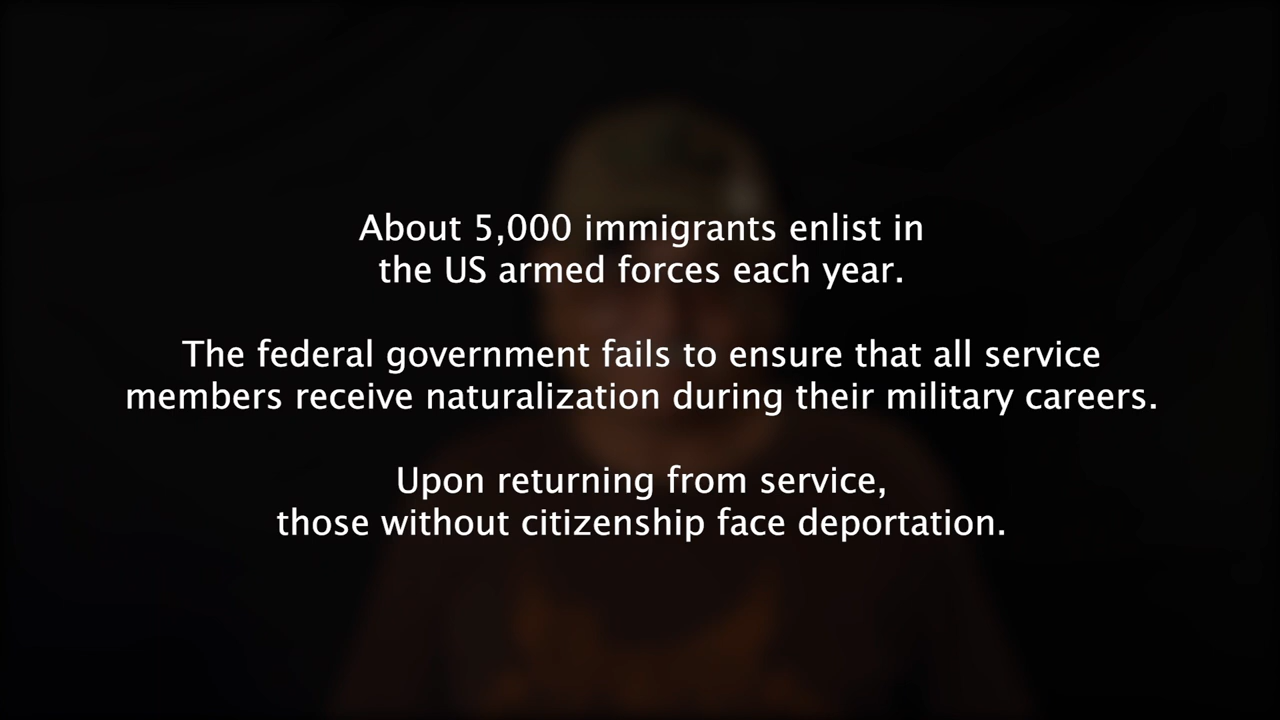 About 5,000 immigrants enlist in
the US armed forces each year.
The federal government fails to ensure that all service
members receive naturalization during their military careers.
Upon returning from service,
those without citizenship face deportation.